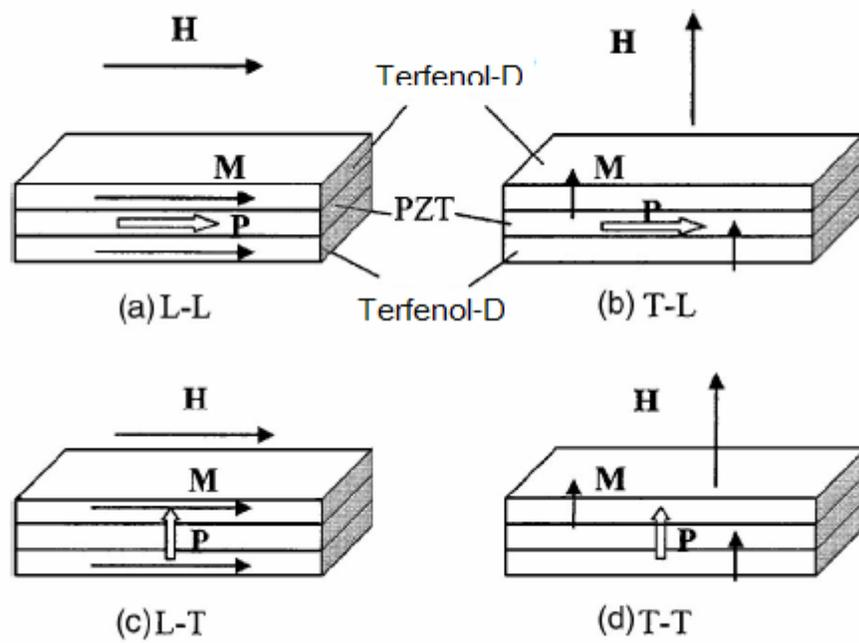 H
H
Terfenol-D
M
M
P
PZT
P
Terfenol-D
(a) L-L
(b) T-L
H
H
M
M
P
P
(c) L-T
(d) T-T